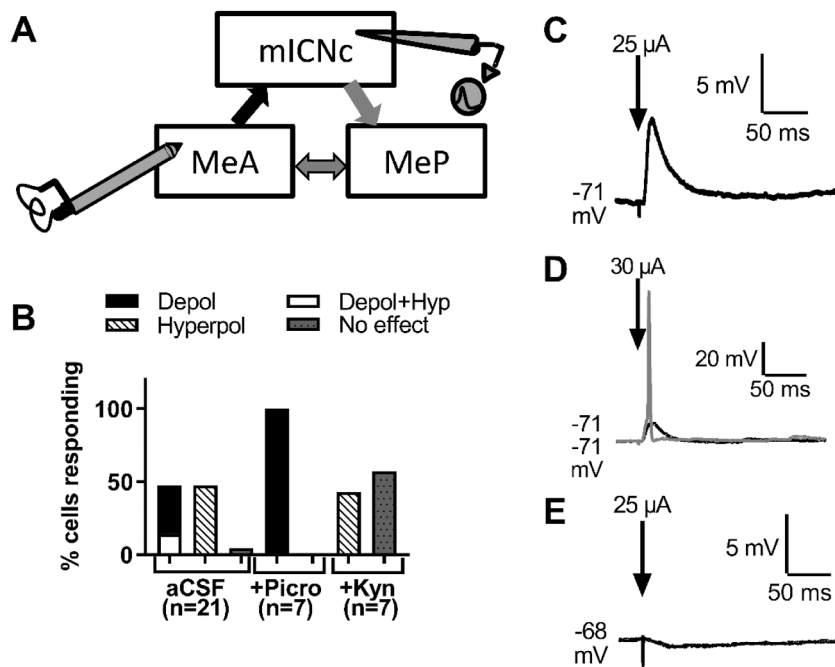 A
mICNc
MeA
MeP
B
Depol
Depol+Hyp
Hyperpol
No effect
% cells responding
100
50
0
aCSF
+Picro
+Kyn
(n=21)
(n=7)
(n=7)
C
25 µA
5 mV
50 ms
-71
mV
D
30 µA
20 mV
50 ms
-71
-71
mV
E
25 µA
5 mV
50 ms
-68
mV